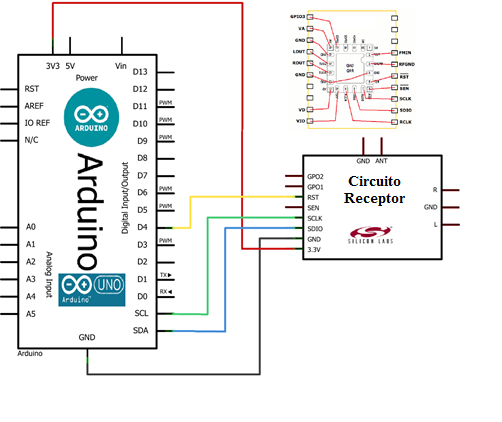 3V3
5V
Vin
Power
RST
AREF
IO REF
N/C
A0
A1
A2
A3
A4
A5
Analog Input
ARDUINO
Arduino
Arduino™
UNO
Digital Input/Output
D13
D12
D11 PWM
D10 PWM
D9 PWM
D8
D7
D6 PWM
D5 PWM
D4
D3 PWM
D2
D1 TX
D0 RX
SCL
SDA
GND
Arduino
GPIO3
VA
GND
LOUT
ROUT
GND
VD
VIO
FMIN
RFGND
RST
SEN
SCLK
SDIO
RCLK
GND
ANT
GPO2
GPO1
RST
SEN
SCLK
SDIO
GND
3.3V
Circuito
Receptor
SILICON LABS
R
GND
L